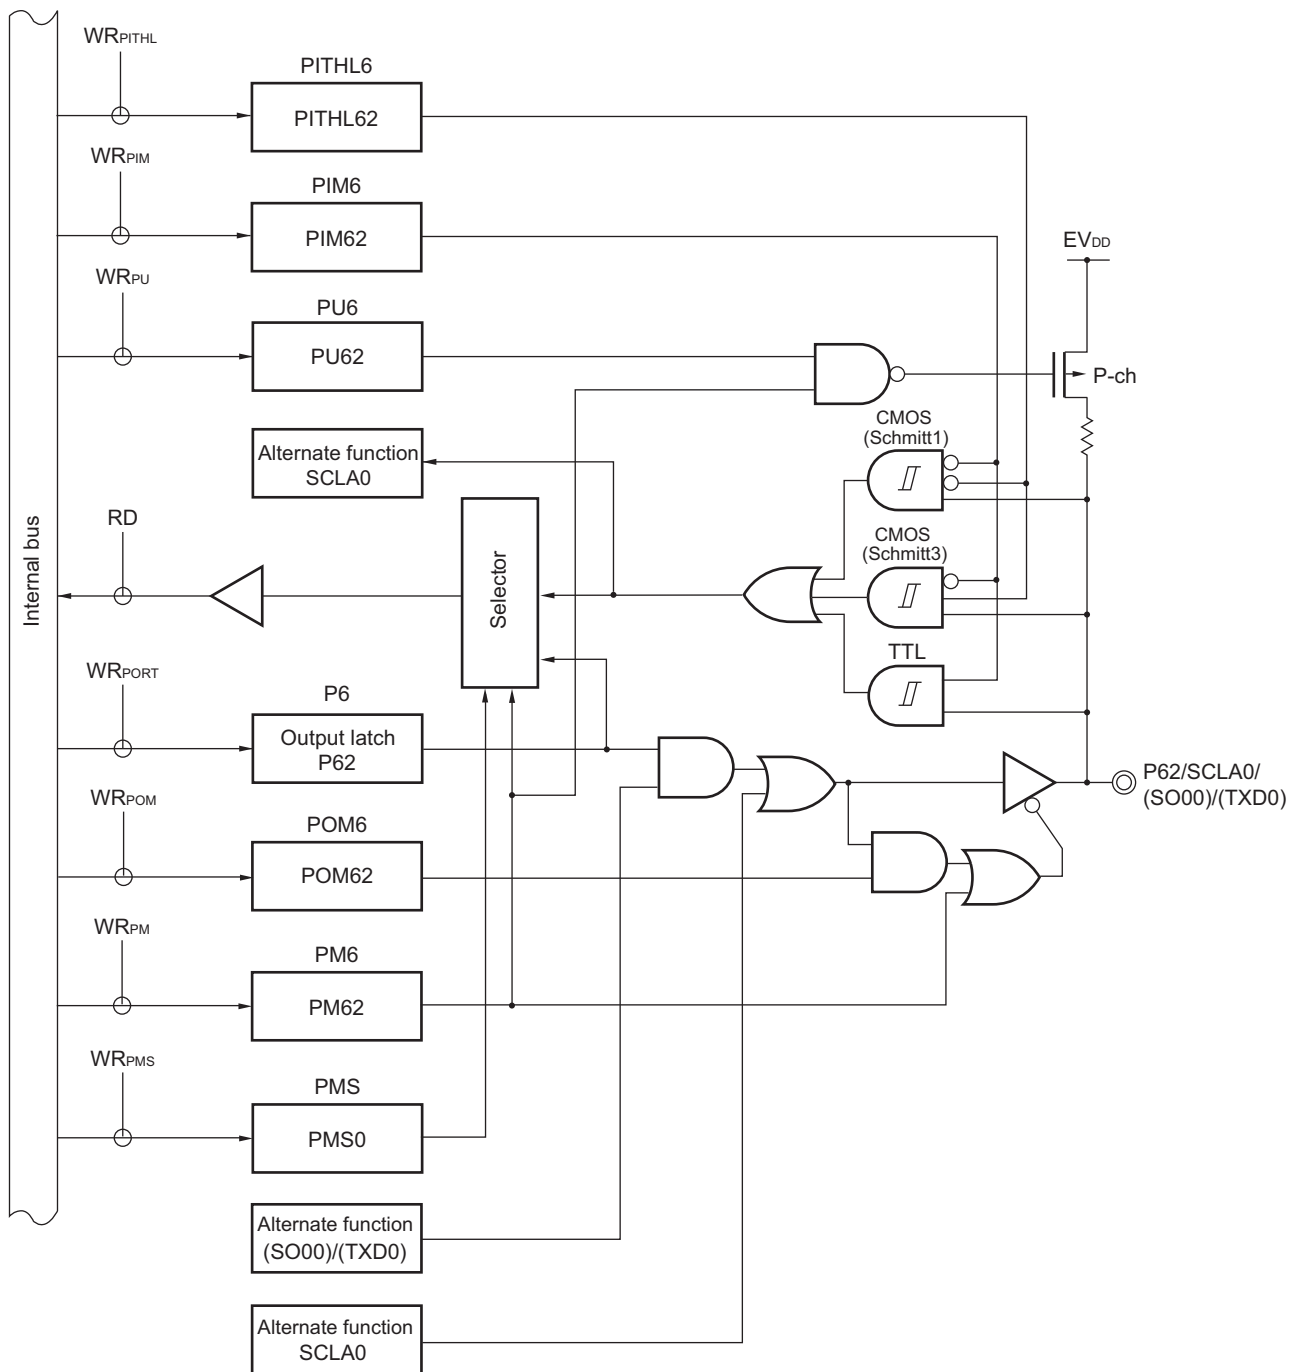 WRPITHL
PITHL6
PITHL62
WRPIM
PIM6
PIM62
EVDD
WRPU
PU6
PU62
P-ch
CMOS
(Schmitt1)
Alternate function
SCLA0
Internal bus
RD
Selector
CMOS
(Schmitt3)
TTL
WRPORT
P6
Output latch
P62
P62/SCLA0/
(SO00)/(TXD0)
WRPOM
POM6
POM62
WRPM
PM6
PM62
WRPMS
PMS
PMS0
Alternate function
(SO00)/(TXD0)
Alternate function
SCLA0